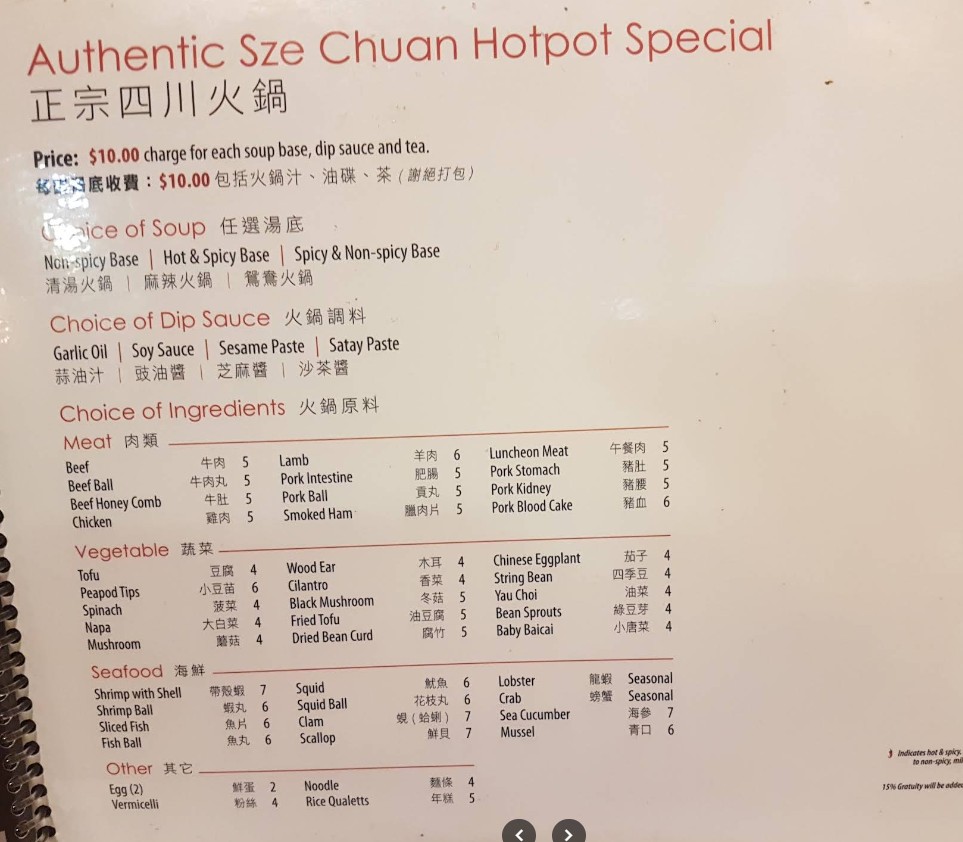 Authentic Sze Chuan Hotpot Special
正宗四川火鍋
Price: $10.00 charge for each soup base, dip sauce and tea.
底收費：$10.00 包括火鍋汁、油碟、茶 (謝絕打包)
Choice of Soup 任選湯底
Non-spicy Base | Hot & Spicy Base | Spicy & Non-spicy Base
清湯火鍋 | 麻辣火鍋 | 鴛鴦火鍋
Choice of Dip Sauce 火鍋調料
Garlic Oil | Soy Sauce | Sesame Paste | Satay Paste
蒜油汁 | 豉油醬 | 芝麻醬 | 沙茶醬
Choice of Ingredients 火鍋原料
Meat 肉類
Beef 牛肉 5 Lamb 羊肉 6 Luncheon Meat 午餐肉 5
Beef Ball 牛肉丸 5 Pork Intestine 肥腸 5 Pork Stomach 豬肚 5
Beef Honey Comb 牛肚 5 Pork Ball 貢丸 5 Pork Kidney 豬腰 5
Chicken 雞肉 5 Smoked Ham 臘肉片 5 Pork Blood Cake 豬血 6
Vegetable 蔬菜
Tofu 豆腐 4 Wood Ear 木耳 4 Chinese Eggplant 茄子 4
Peapod Tips 小豆苗 6 Cilantro 香菜 4 String Bean 四季豆 4
Spinach 菠菜 4 Black Mushroom 冬菇 5 Yau Choi 油菜 4
Napa 大白菜 4 Fried Tofu 油豆腐 5 Bean Sprouts 綠豆芽 4
Mushroom 蘑菇 4 Dried Bean Curd 腐竹 5 Baby Baicai 小唐菜 4
Seafood 海鮮
Shrimp with Shell 帶殼蝦 7 Squid 魷魚 6 Lobster 龍蝦 Seasonal
Shrimp Ball 蝦丸 6 Squid Ball 花枝丸 6 Crab 螃蟹 Seasonal
Sliced Fish 魚片 6 Clam 蜆 (蛤蜊) 7 Sea Cucumber 海參 7
Fish Ball 魚丸 6 Scallop 鮮貝 7 Mussel 青口 6
Other 其它
Egg (2) 鮮蛋 2 Noodle 麵條 4
Vermicelli 粉絲 4 Rice Qualetts 年糕 5
Indicates hot & spicy.
to non-spicy, mil
15% Gratuity will be added